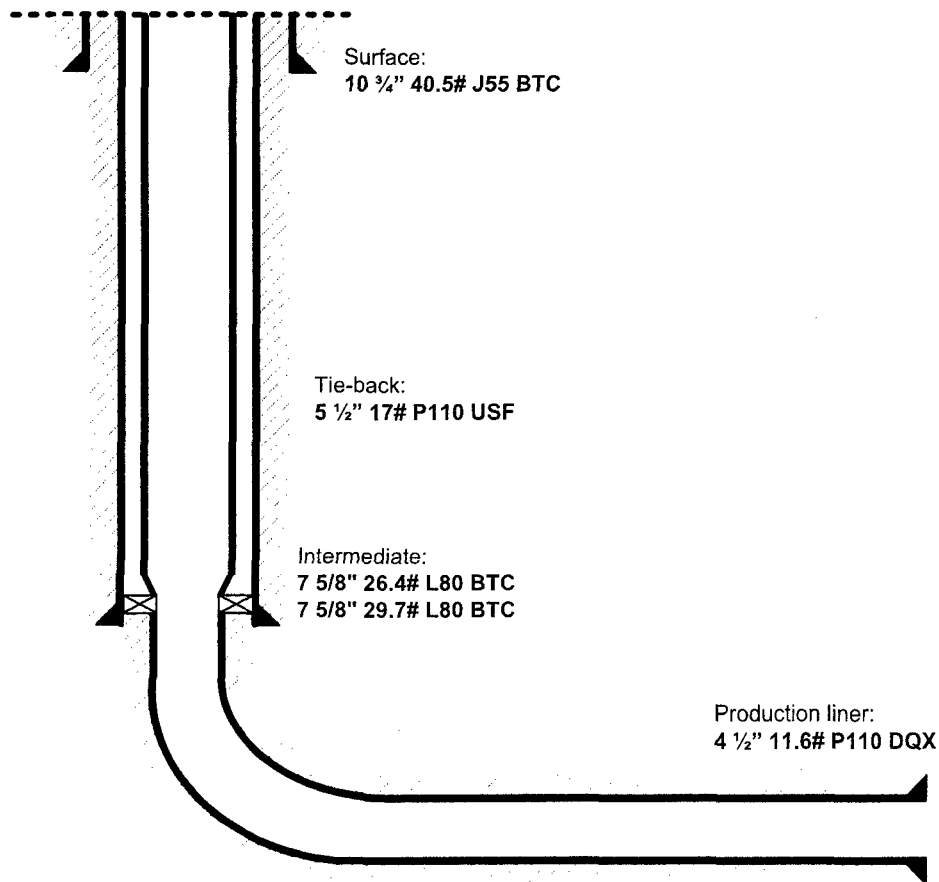 Surface:
10 ¾” 40.5# J55 BTC
Tie-back:
5 ½” 17# P110 USF
Intermediate:
7 5/8" 26.4# L80 BTC
7 5/8" 29.7# L80 BTC
Production liner:
4 ½” 11.6# P110 DQX